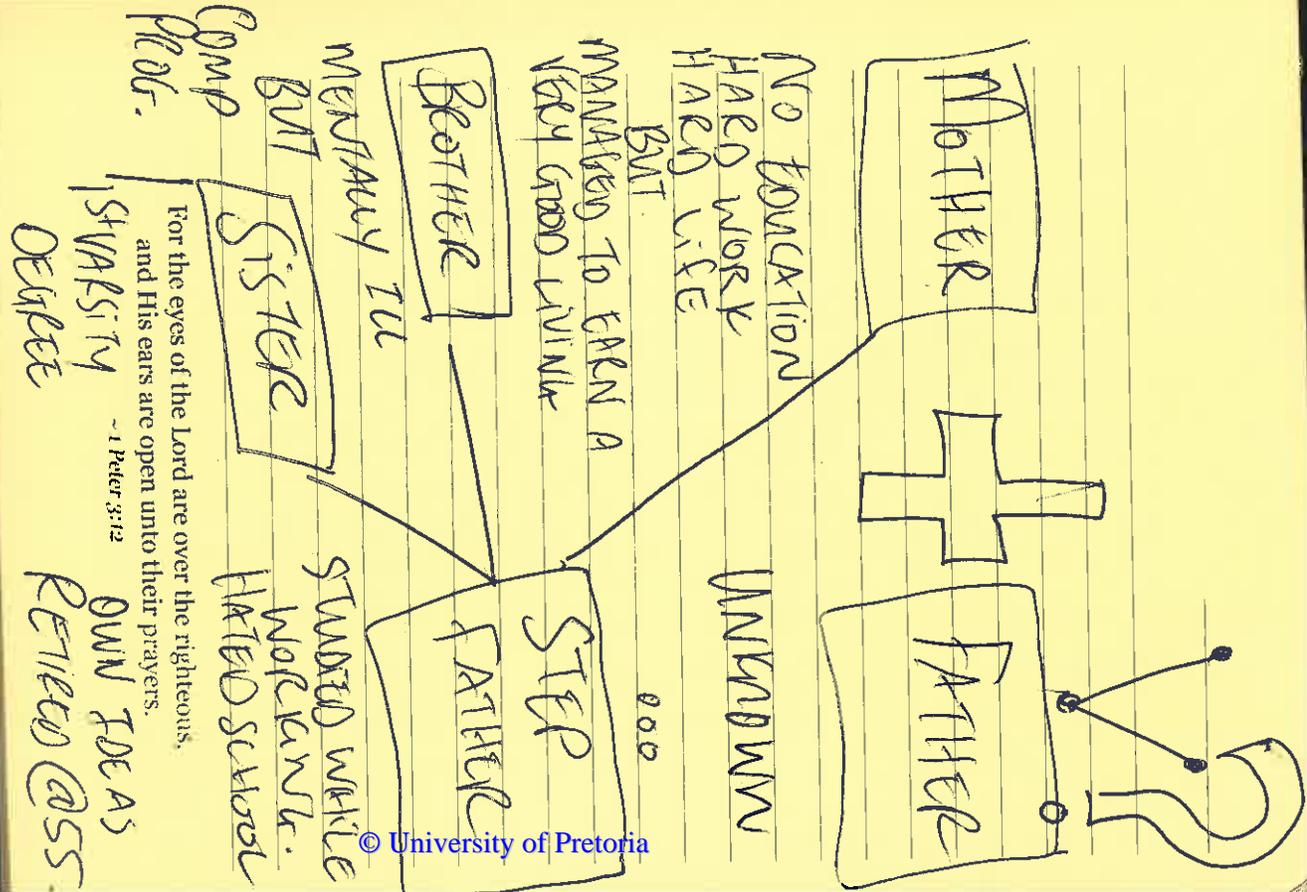 MOTHER
FATHER
NO EDUCATION
HARD WORK
HARD LIFE
BUT
MANAGED TO EARN A
VERY GOOD LIVING
UNKNOWN
BROTHER
MENTALLY ILL
BUT
COMP
PROG.
STEP
FATHER
STUDIED WHILE
WORKING.
HATED SCHOOL
OWN IDEAS
RETIRED @55
SISTER
1ST VARSITY
DEGREE
For the eyes of the Lord are over the righteous,
and His ears are open unto their prayers.
~1 Peter 3:12
© University of Pretoria